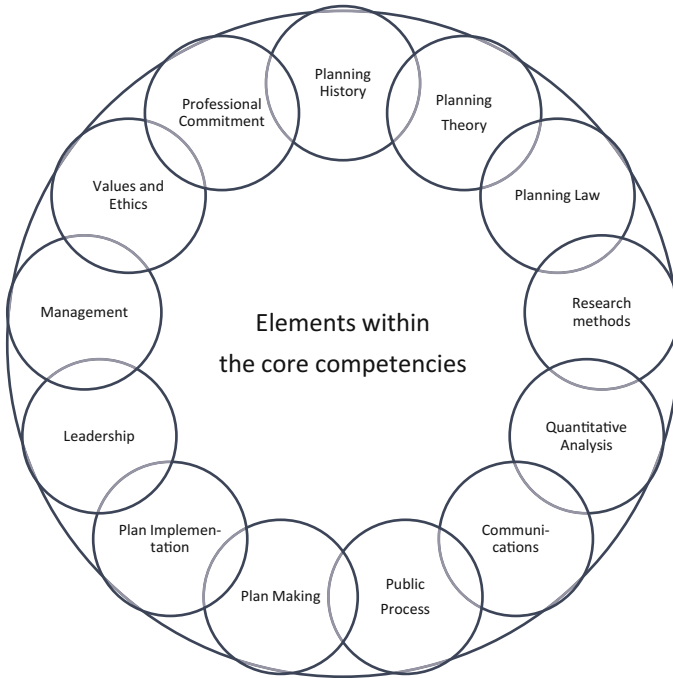 Planning
History
Planning
Theory
Planning Law
Research
methods
Quantitative
Analysis
Communi-
cations
Public
Process
Plan Making
Plan Implemen-
tation
Leadership
Management
Values and
Ethics
Professional
Commitment
Elements within
the core competencies